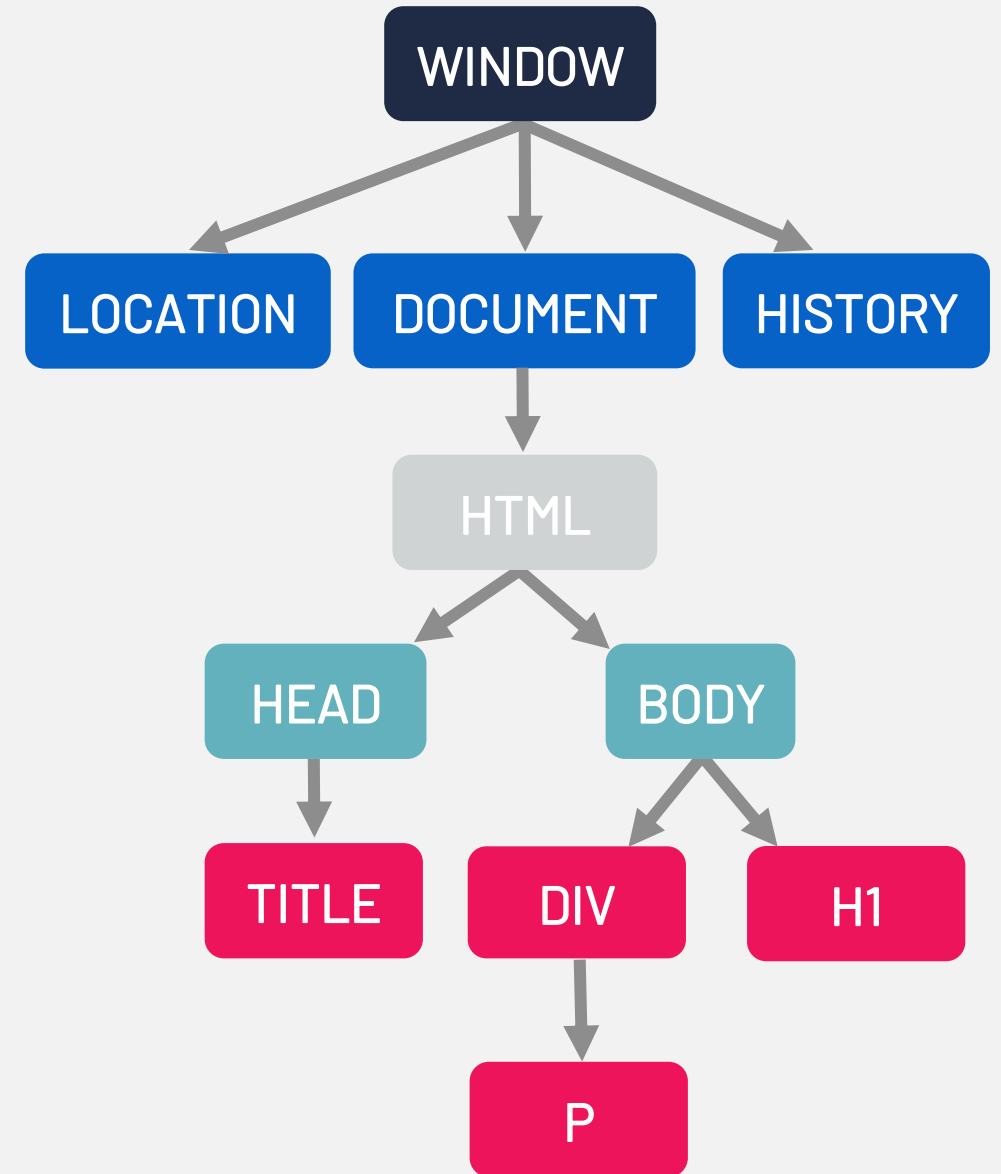 WINDOW
LOCATION
DOCUMENT
HISTORY
HTML
HEAD
BODY
TITLE
DIV
H1
P